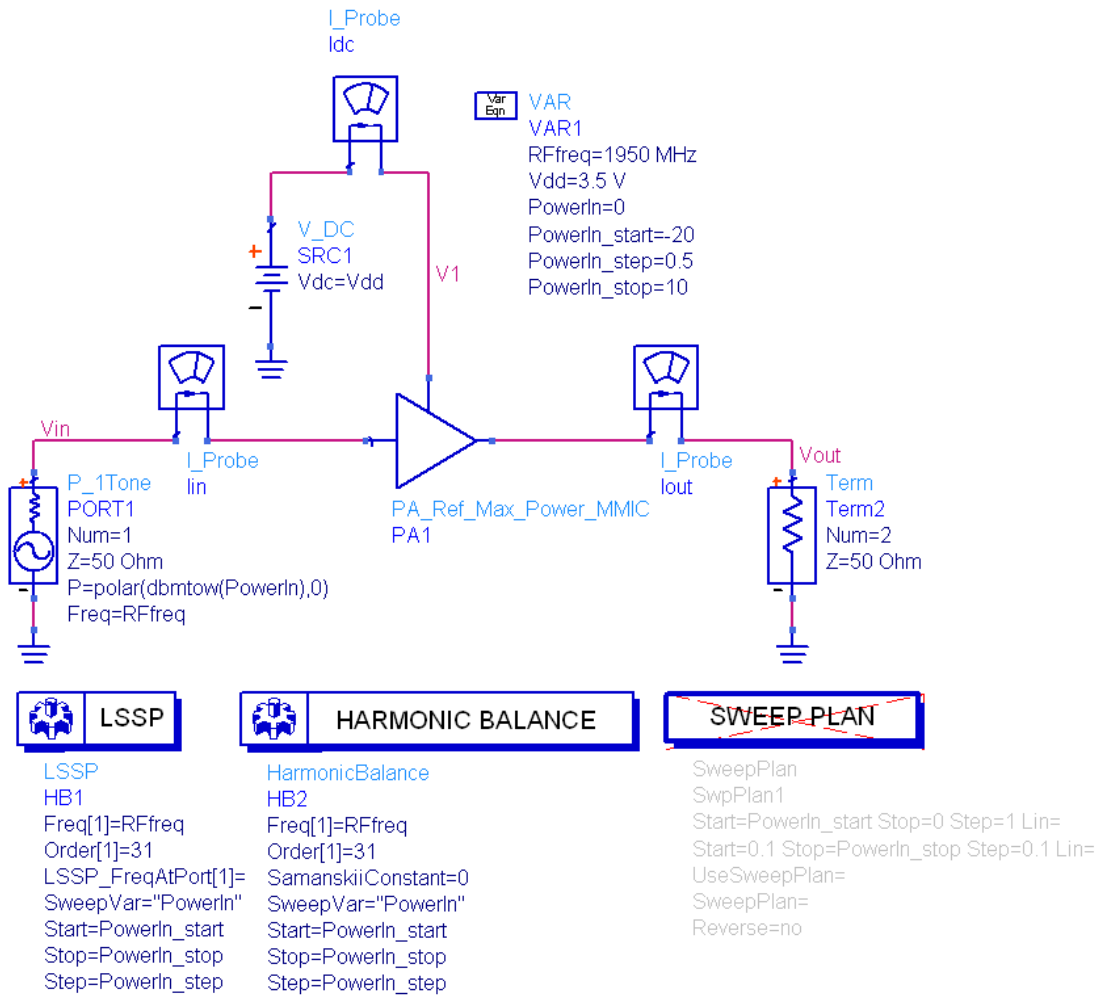 I_Probe
Idc
Var
Eqn
VAR
VAR1
RFfreq=1950 MHz
Vdd=3.5 V
PowerIn=0
PowerIn_start=-20
PowerIn_step=0.5
PowerIn_stop=10
V_DC
SRC1
Vdc=Vdd
+
−
V1
Vin
I_Probe
Iin
P_1Tone
PORT1
Num=1
Z=50 Ohm
P=polar(dbmtow(PowerIn),0)
Freq=RFfreq
+
-
PA_Ref_Max_Power_MMIC
PA1
I_Probe
Iout
Vout
Term
Term2
Num=2
Z=50 Ohm
+
-
LSSP
LSSP
HB1
Freq[1]=RFfreq
Order[1]=31
LSSP_FreqAtPort[1]=
SweepVar="PowerIn"
Start=PowerIn_start
Stop=PowerIn_stop
Step=PowerIn_step
HARMONIC BALANCE
HarmonicBalance
HB2
Freq[1]=RFfreq
Order[1]=31
SamanskiiConstant=0
SweepVar="PowerIn"
Start=PowerIn_start
Stop=PowerIn_stop
Step=PowerIn_step
SWEEP PLAN
SweepPlan
SwpPlan1
Start=PowerIn_start Stop=0 Step=1 Lin=
Start=0.1 Stop=PowerIn_stop Step=0.1 Lin=
UseSweepPlan=
SweepPlan=
Reverse=no